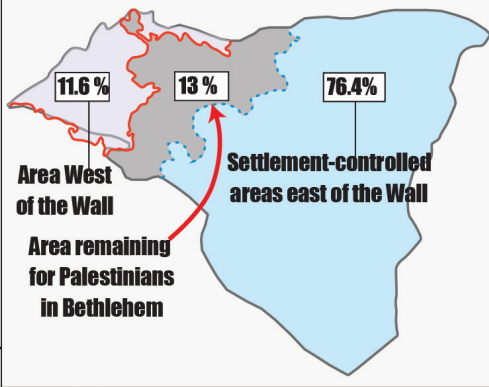 11.6 %
13 %
76.4%
Area West
of the Wall
Settlement-controlled
areas east of the Wall
Area remaining
for Palestinians
in Bethlehem